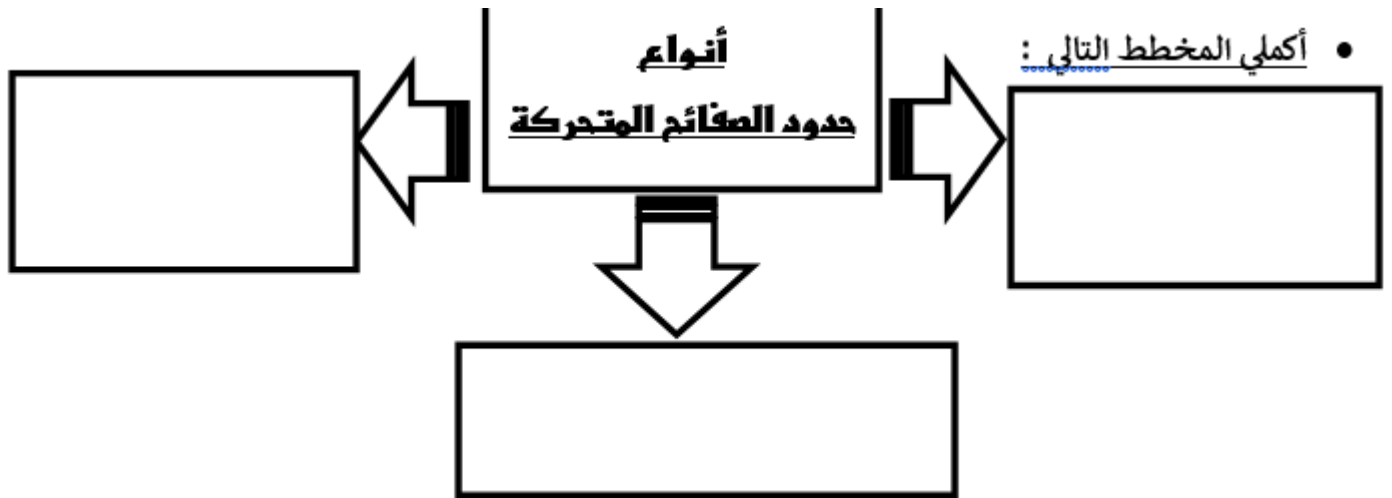 • أكملي المخطط التالي :
أنواع
حدود الصفائح المتحركة